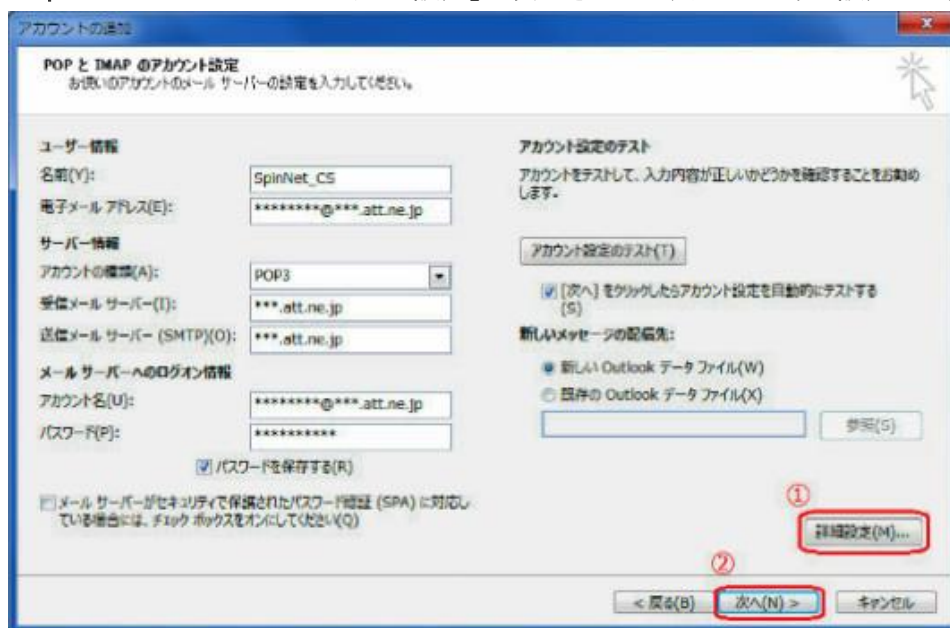 アカウントの追加
POP と IMAP のアカウント設定
お使いのアカウントのメール サーバーの設定を入力してください。
ユーザー情報
名前(Y):
SpinNet_CS
電子メール アドレス(E):
********@***.att.ne.jp
サーバー情報
アカウントの種類(A):
POP3
受信メール サーバー(I):
***.att.ne.jp
送信メール サーバー (SMTP)(O):
***.att.ne.jp
メール サーバーへのログオン情報
アカウント名(U):
********@***.att.ne.jp
パスワード(P):
**********
パスワードを保存する(R)
メール サーバーがセキュリティで保護されたパスワード認証 (SPA) に対応し
ている場合には、チェック ボックスをオンにしてください(Q)
アカウント設定のテスト
アカウントをテストして、入力内容が正しいかどうかを確認することをお勧め
します。
アカウント設定のテスト(T)
[次へ] をクリックしたらアカウント設定を自動的にテストする
(S)
新しいメッセージの配信先:
新しい Outlook データ ファイル(W)
既存の Outlook データ ファイル(X)
参照(S)
①
詳細設定(M)...
②
< 戻る(B)
次へ(N) >
キャンセル